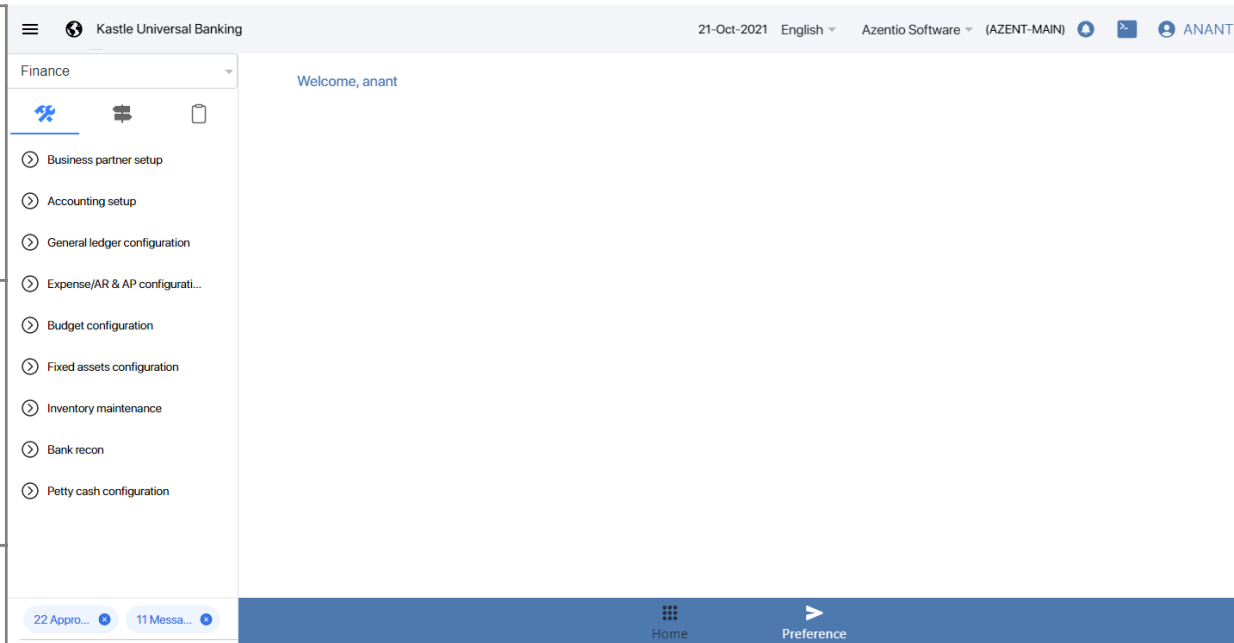 Kastle Universal Banking 21-Oct-2021 English Azentio Software (AZENT-MAIN) ANANT
Finance
Welcome, anant
Business partner setup
Accounting setup
General ledger configuration
Expense/AR & AP configurati...
Budget configuration
Fixed assets configuration
Inventory maintenance
Bank recon
Petty cash configuration
22 Appro... 11 Messa...
Home Preference